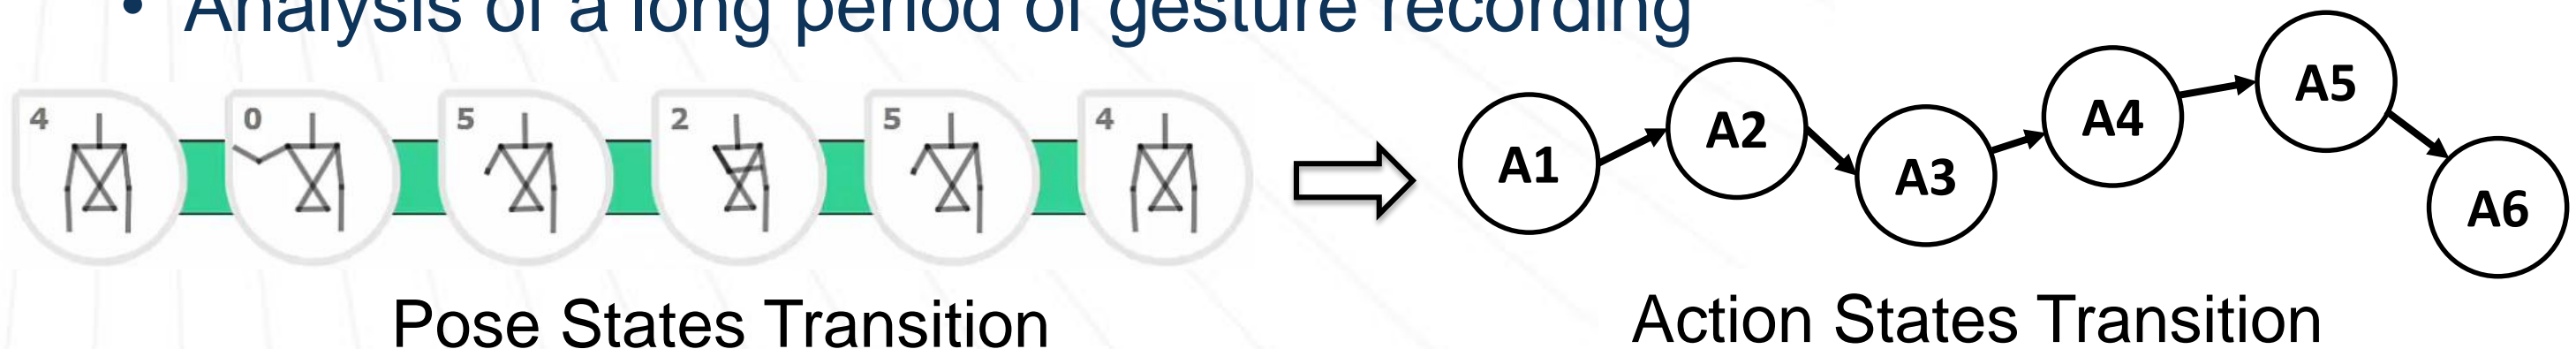 • Analysis of a long period of gesture recording
4 0 5 2 5 4
A1 A2 A3 A4 A5 A6
Pose States Transition
Action States Transition